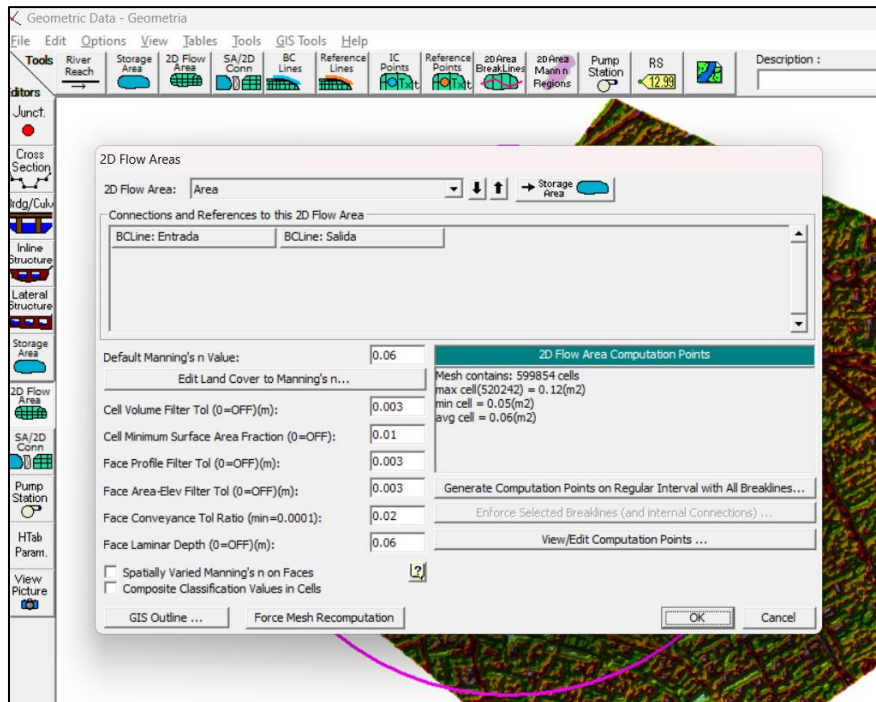 Geometric Data - Geometria
File Edit Options View Tables Tools GIS Tools Help
Tools
Editors
River Reach
Storage Area
2D Flow Area
SA/2D Conn
BC Lines
Reference Lines
IC Points
Reference Points
2D Area BreakLines
2D Area Mann n Regions
Pump Station
RS
12.99
Description :
Junct.
Cross Section
Brdg/Culv
Inline Structure
Lateral Structure
Storage Area
2D Flow Area
SA/2D Conn
Pump Station
HTab Param.
View Picture
2D Flow Areas
2D Flow Area: Area
Storage Area
Connections and References to this 2D Flow Area
BCLine: Entrada BCLine: Salida
Default Manning's n Value: 0.06
Edit Land Cover to Manning's n...
Cell Volume Filter Tol (0=OFF)(m): 0.003
Cell Minimum Surface Area Fraction (0=OFF): 0.01
Face Profile Filter Tol (0=OFF)(m): 0.003
Face Area-Elev Filter Tol (0=OFF)(m): 0.003
Face Conveyance Tol Ratio (min=0.0001): 0.02
Face Laminar Depth (0=OFF)(m): 0.06
Spatially Varied Manning's n on Faces
Composite Classification Values in Cells
GIS Outline ... Force Mesh Recomputation
2D Flow Area Computation Points
Mesh contains: 599854 cells
max cell(520242) = 0.12(m2)
min cell = 0.05(m2)
avg cell = 0.06(m2)
Generate Computation Points on Regular Interval with All Breaklines...
Enforce Selected Breaklines (and internal Connections) ...
View/Edit Computation Points ...
OK Cancel